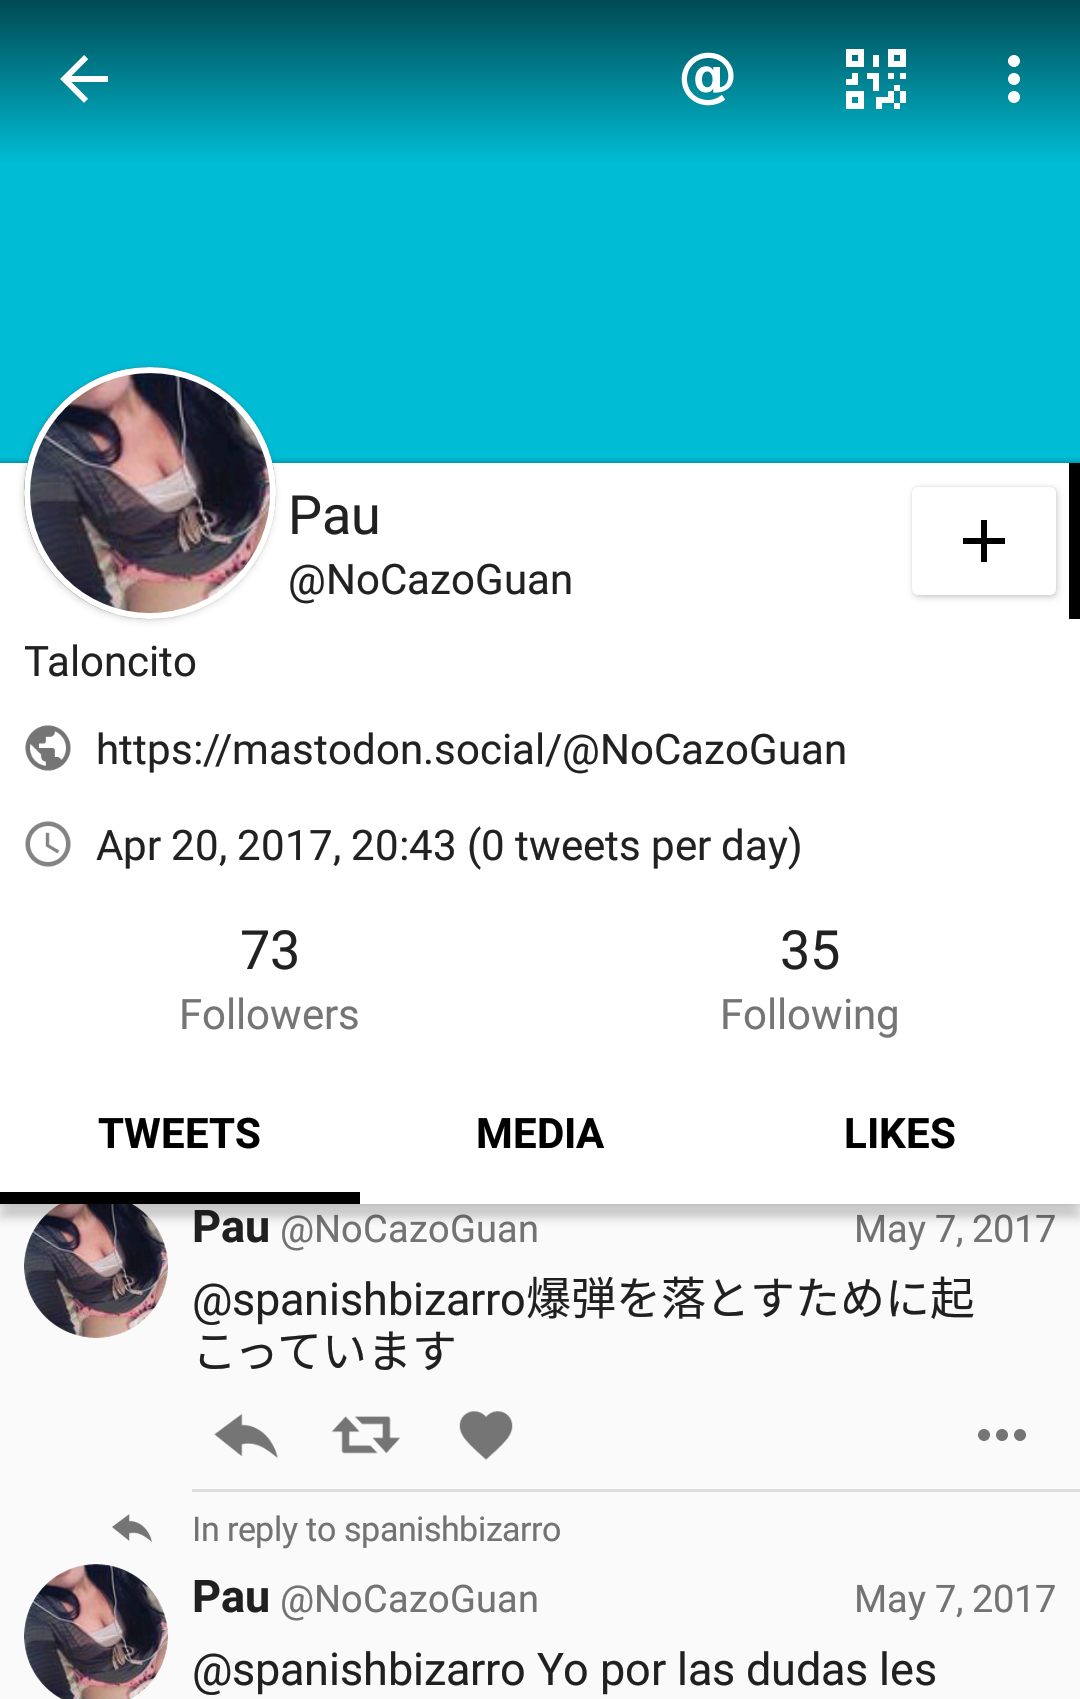 Pau
@NoCazoGuan
Taloncito
https://mastodon.social/@NoCazoGuan
Apr 20, 2017, 20:43 (0 tweets per day)
73
Followers
35
Following
TWEETS
MEDIA
LIKES
Pau @NoCazoGuan May 7, 2017
@spanishbizarro爆弾を落とすために起
こっています
In reply to spanishbizarro
Pau @NoCazoGuan May 7, 2017
@spanishbizarro Yo por las dudas les